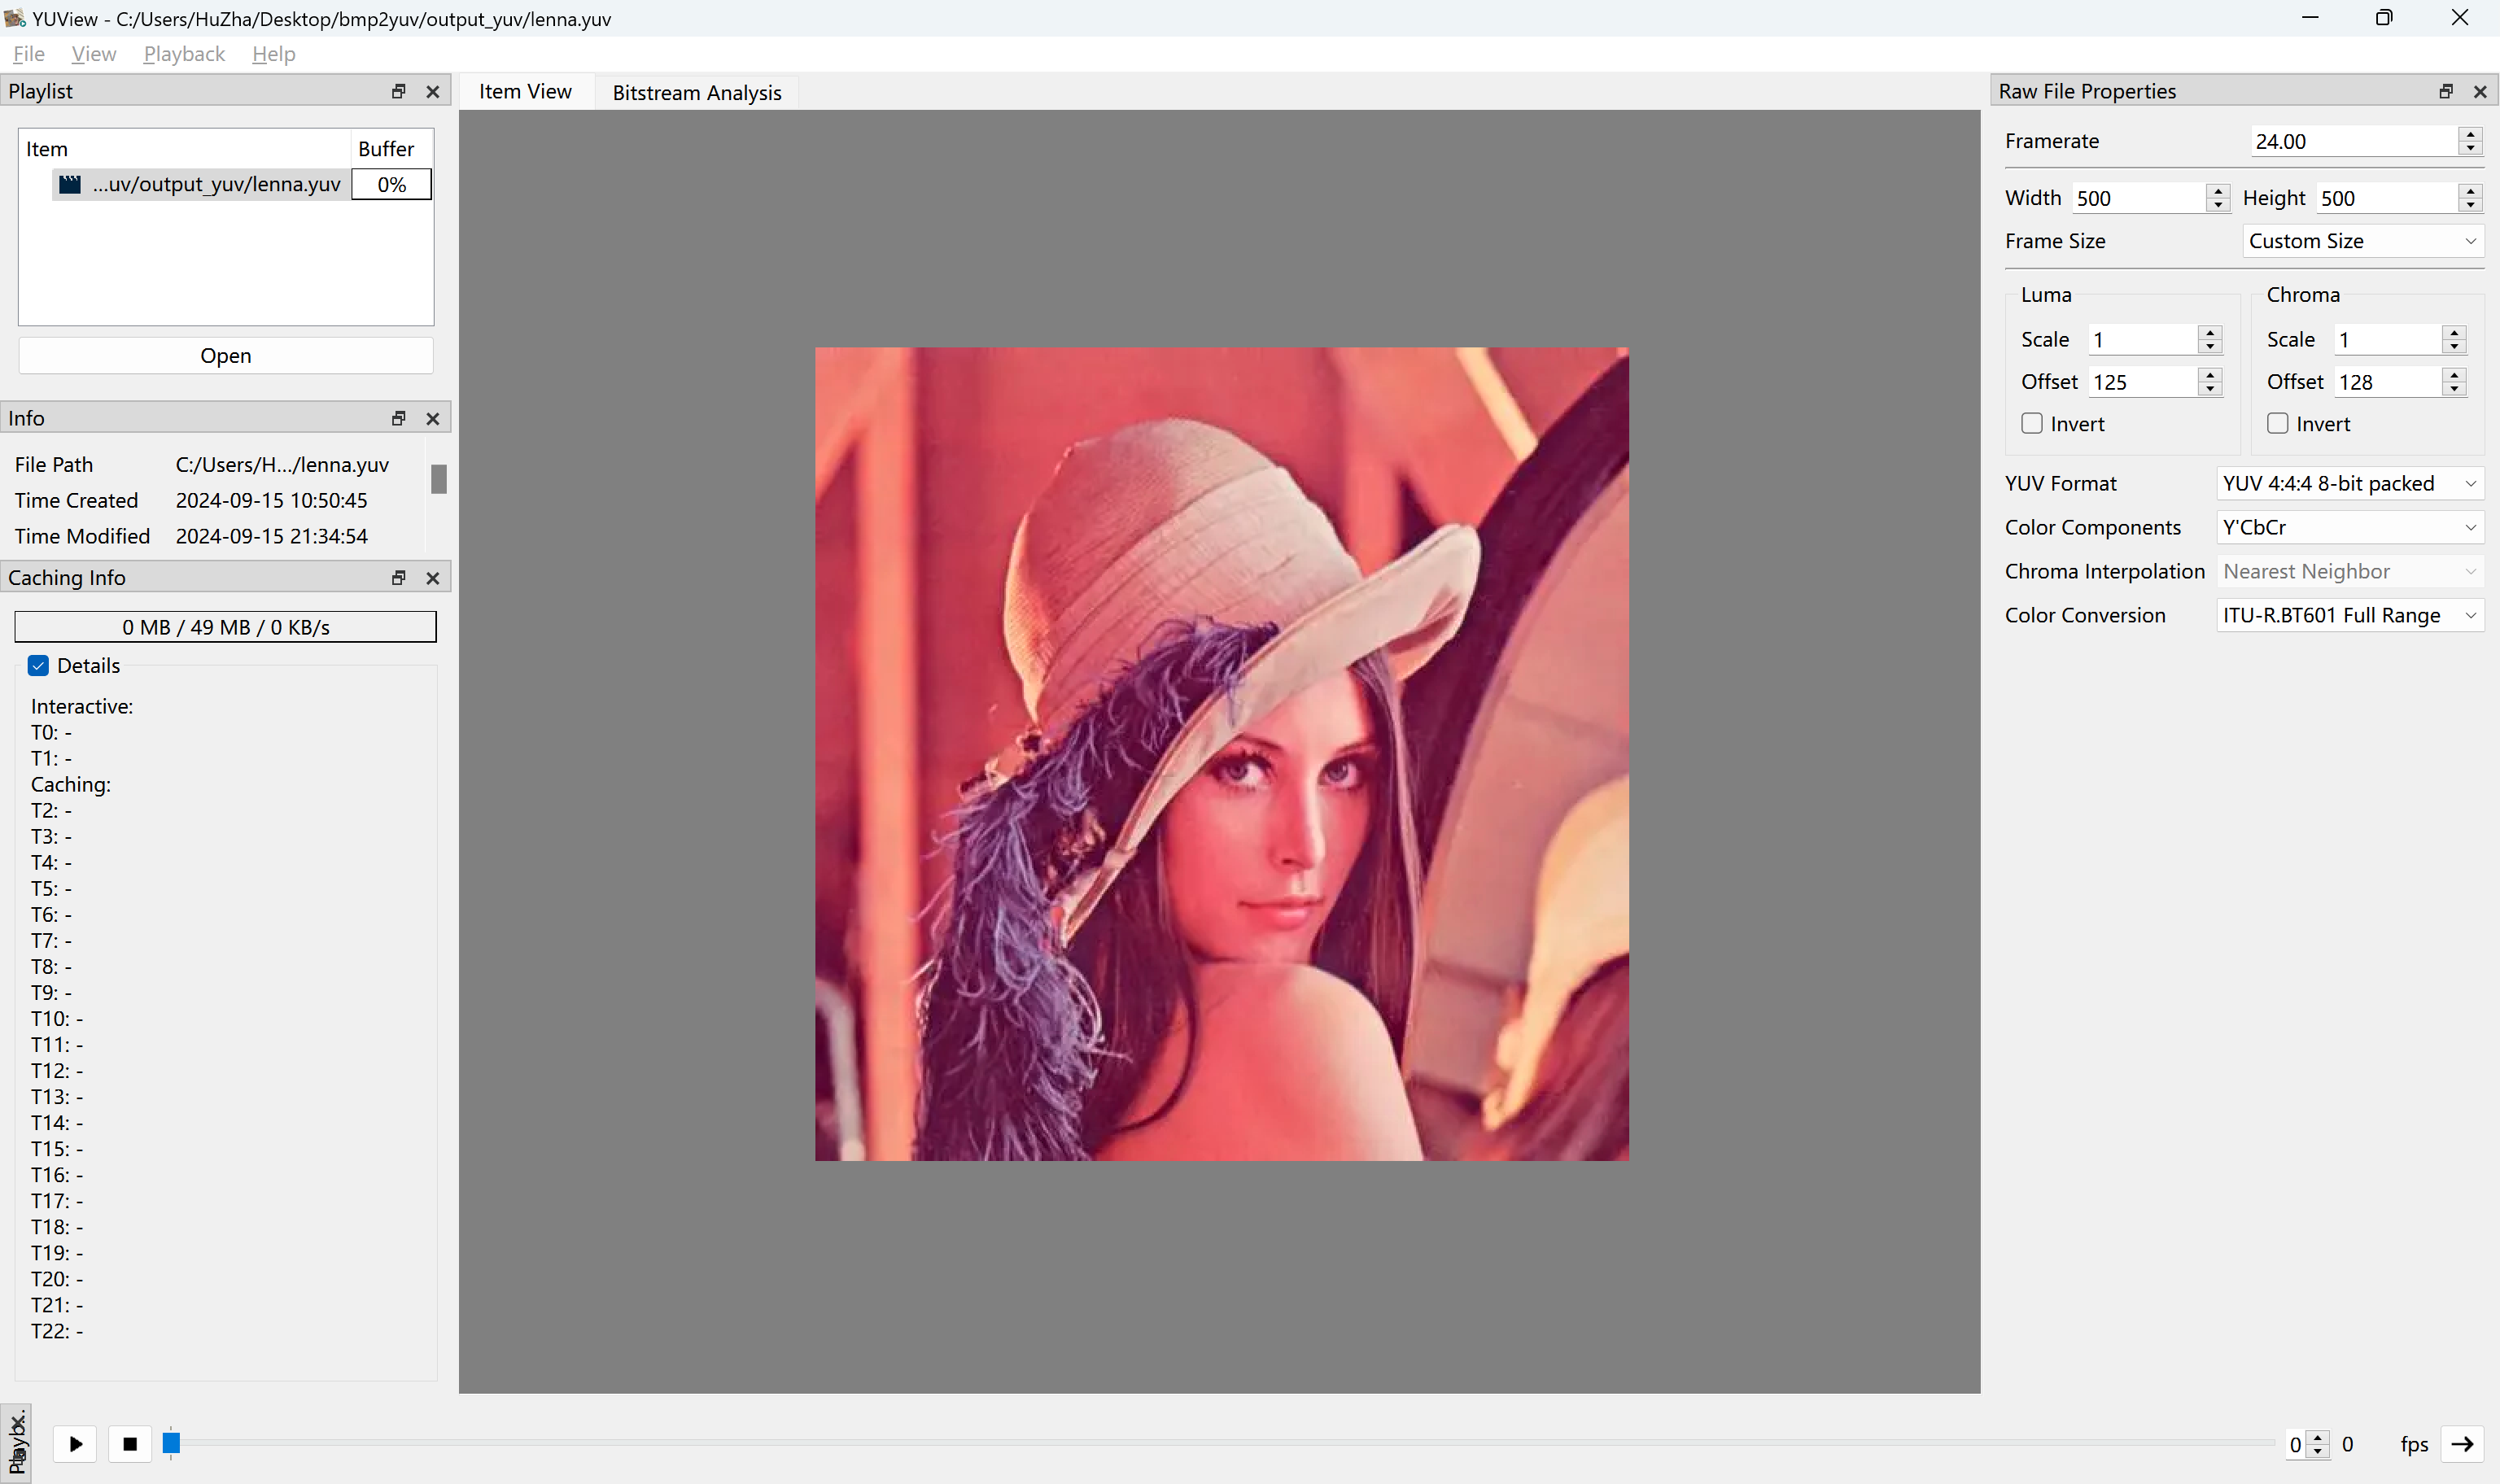 YUView - C:/Users/HuZha/Desktop/bmp2yuv/output_yuv/lenna.yuv
File View Playback Help
Playlist
Item Buffer
...uv/output_yuv/lenna.yuv 0%
Open
Info
File Path C:/Users/H.../lenna.yuv
Time Created 2024-09-15 10:50:45
Time Modified 2024-09-15 21:34:54
Caching Info
0 MB / 49 MB / 0 KB/s
Details
Interactive:
T0: -
T1: -
Caching:
T2: -
T3: -
T4: -
T5: -
T6: -
T7: -
T8: -
T9: -
T10: -
T11: -
T12: -
T13: -
T14: -
T15: -
T16: -
T17: -
T18: -
T19: -
T20: -
T21: -
T22: -
Item View Bitstream Analysis
Raw File Properties
Framerate 24.00
Width 500 Height 500
Frame Size Custom Size
Luma Chroma
Scale 1 Scale 1
Offset 125 Offset 128
Invert Invert
YUV Format YUV 4:4:4 8-bit packed
Color Components Y'CbCr
Chroma Interpolation Nearest Neighbor
Color Conversion ITU-R.BT601 Full Range
Playb...
0 0 fps